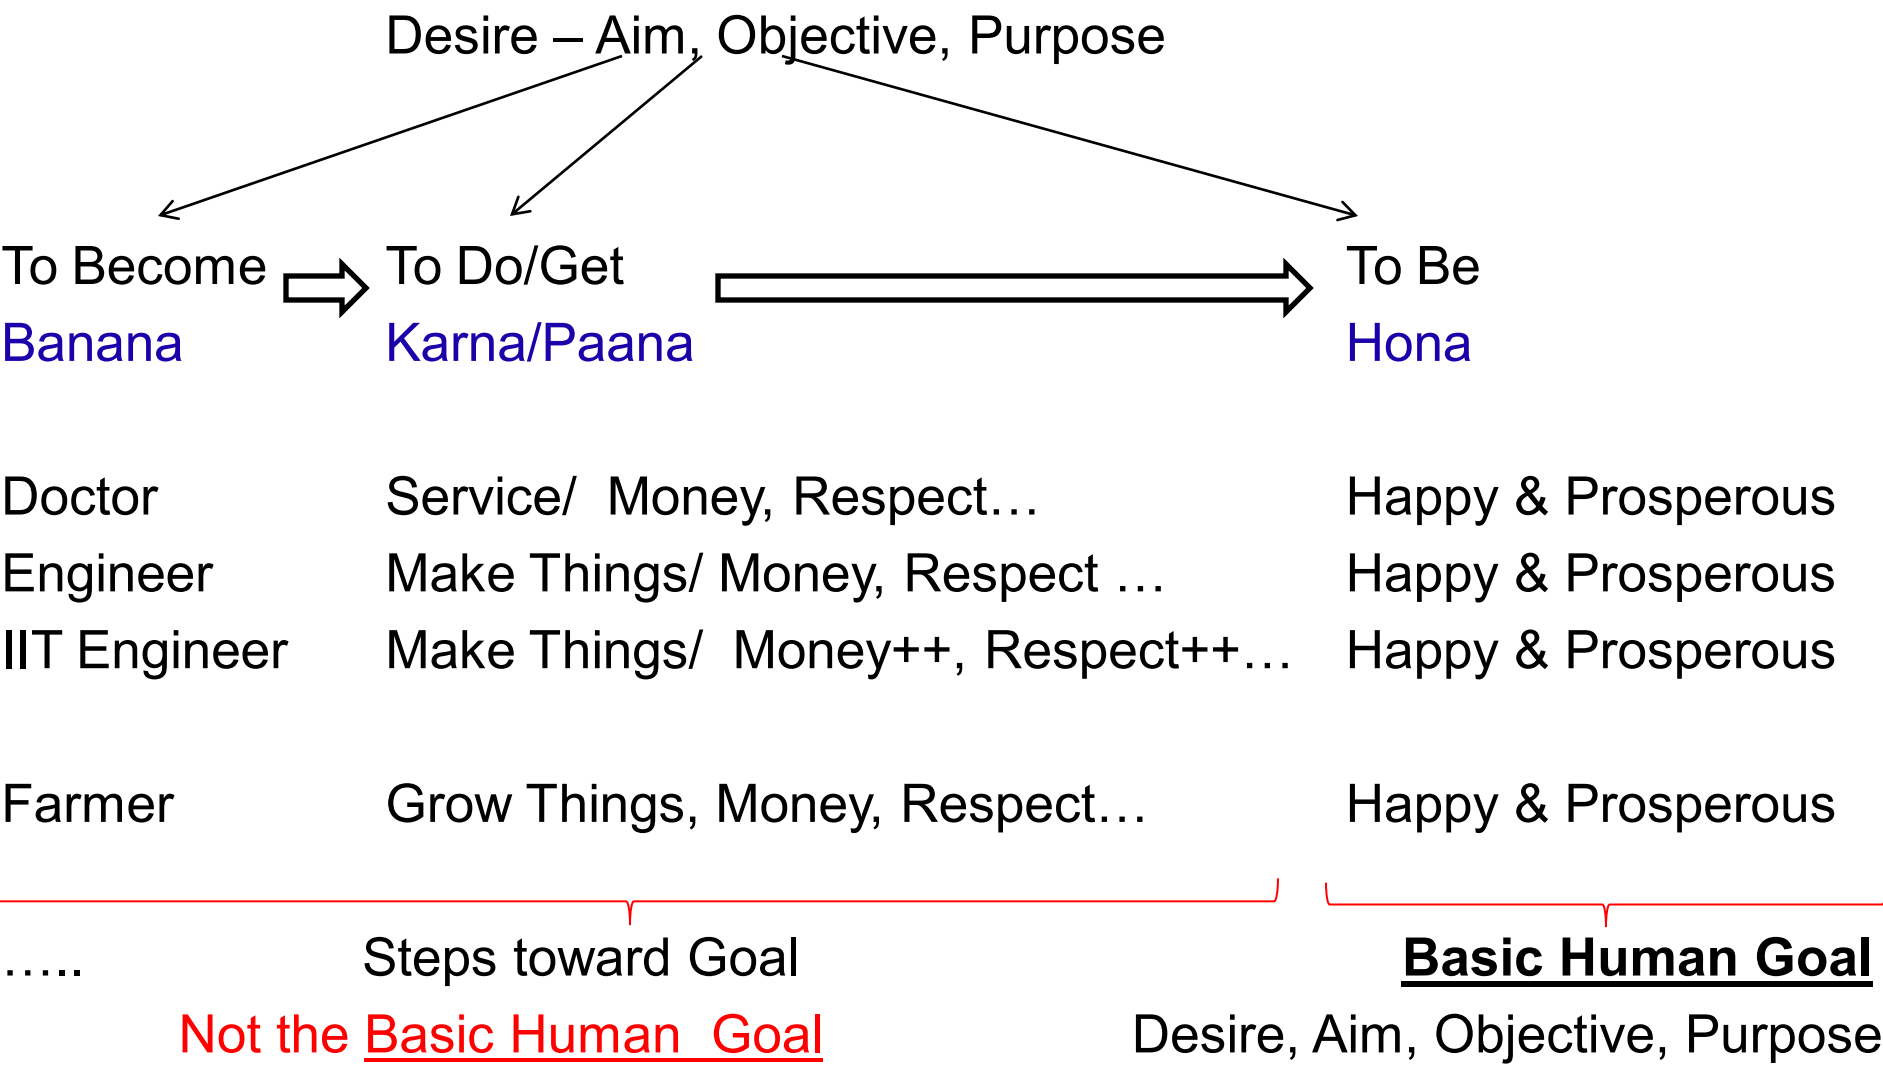 Desire – Aim, Objective, Purpose
To Become To Do/Get To Be
Banana Karna/Paana Hona
Doctor Service/ Money, Respect… Happy & Prosperous
Engineer Make Things/ Money, Respect … Happy & Prosperous
IIT Engineer Make Things/ Money++, Respect++… Happy & Prosperous
Farmer Grow Things, Money, Respect… Happy & Prosperous
….. Steps toward Goal Basic Human Goal
Not the Basic Human Goal Desire, Aim, Objective, Purpose